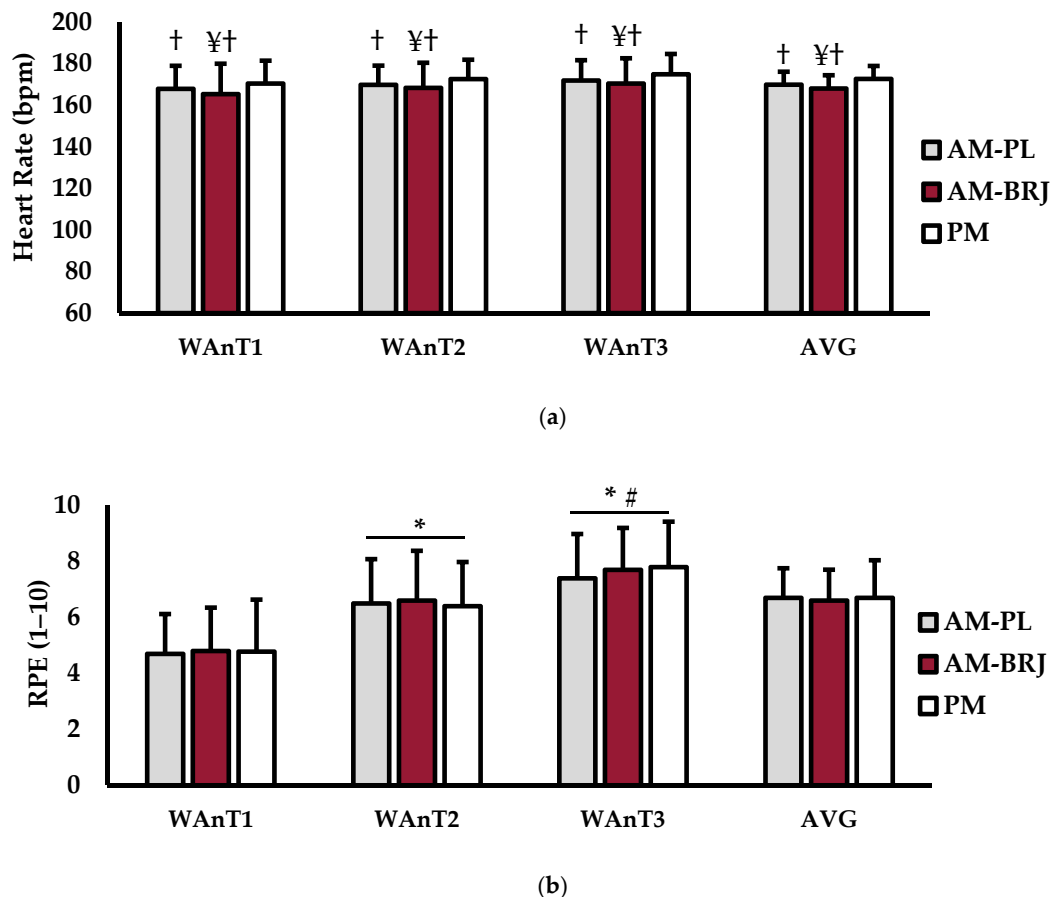 200
180
160
140
120
100
80
60
Heart Rate (bpm)
† ¥† † ¥† † ¥† † ¥†
WAnT1 WAnT2 WAnT3 AVG
AM-PL
AM-BRJ
PM
(a)
10
8
6
4
2
0
RPE (1–10)
* * #
WAnT1 WAnT2 WAnT3 AVG
AM-PL
AM-BRJ
PM
(b)